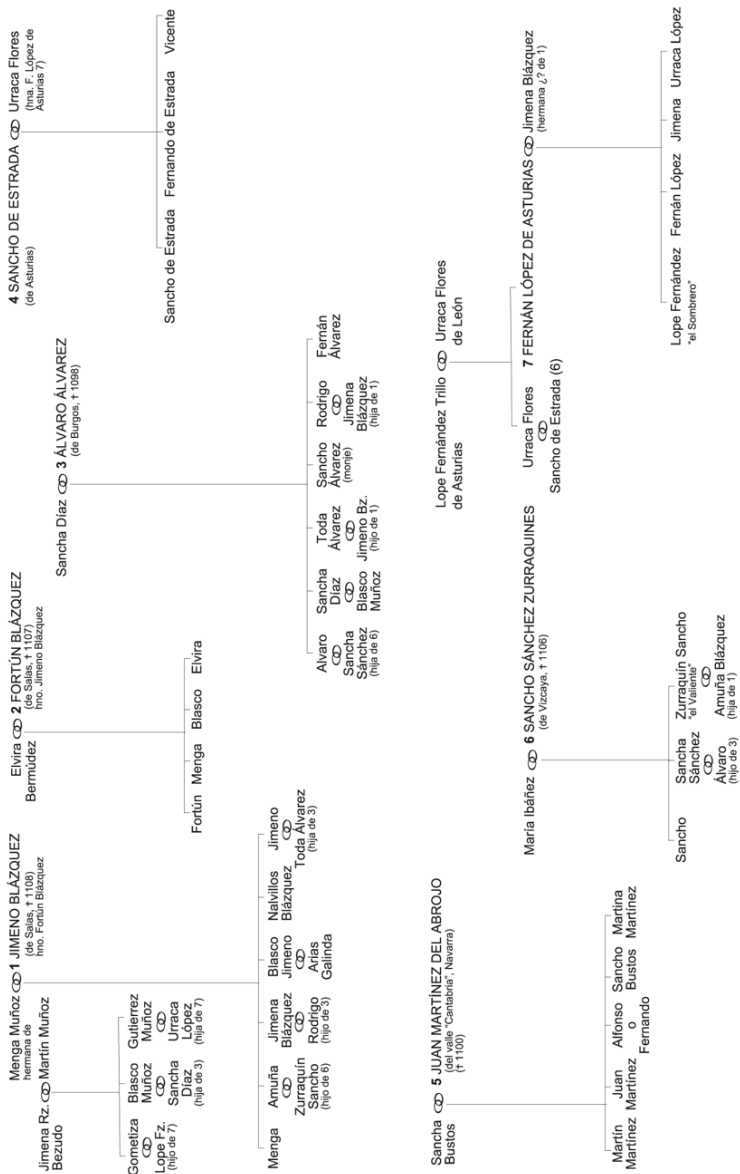 Menga Muñoz 1 JIMENO BLÁZQUEZ
hermana de
(de Salas, † 1108)
hno. Fortún Blázquez
Jimena Rz. Martín Muñoz
Bezudo
Gometiza
Lope Fz.
(hijo de 7)
Blasco
Muñoz
Sancha
Díaz
(hija de 3)
Gutierrez
Muñoz
Urraca
López
(hija de 7)
Menga
Amuña
Zurraquín
Sancho
(hijo de 6)
Jimena
Blázquez
Rodrigo
(hijo de 3)
Blasco
Jimeno
Arias
Galinda
Nalvillos
Blázquez
Jimeno
Toda Álvarez
(hija de 3)
Elvira 2 FORTÚN BLÁZQUEZ
Bermúdez
(de Salas, † 1107)
hno. Jimeno Blázquez
Fortún Menga Blasco Elvira
Sancha Díaz 3 ÁLVARO ÁLVAREZ
(de Burgos, † 1098)
Alvaro
Sancha
Sánchez
(hija de 6)
Sancha
Díaz
Blasco
Muñoz
Toda
Álvarez
Jimeno Bz.
(hijo de 1)
Sancho
Álvarez
(monje)
Rodrigo
Jimena
Blázquez
(hija de 1)
Fernán
Álvarez
4 SANCHO DE ESTRADA Urraca Flores
(de Asturias)
(hna. F. López de
Asturias 7)
Sancho de Estrada Fernando de Estrada Vicente
Sancha 5 JUAN MARTÍNEZ DEL ABROJO
Bustos
(del valle "Cantabria", Navarra)
(† 1100)
Martín
Martínez
Juan
Martínez
Alfonso
o
Fernando
Sancho
Bustos
Martina
Martínez
María Ibáñez 6 SANCHO SÁNCHEZ ZURRAQUINES
(de Vizcaya, † 1106)
Sancho
Sancha
Sánchez
Álvaro
(hijo de 3)
Zurraquín Sancho
"el Valiente"
Amuña Blázquez
(hija de 1)
Lope Fernández Trillo Urraca Flores
de Asturias de León
Urraca Flores 7 FERNÁN LÓPEZ DE ASTURIAS Jimena Blázquez
(hermana ¿? de 1)
Sancho de Estrada (6)
Lope Fernández Fernán López Jimena Urraca López
"el Sombrero"